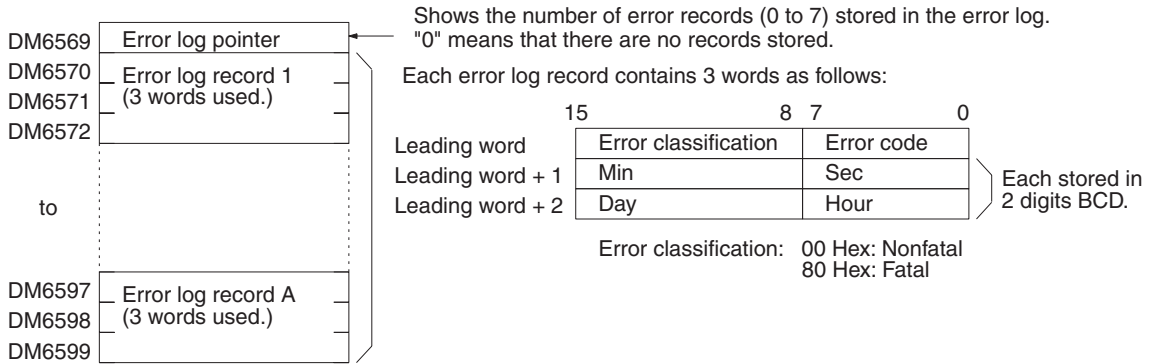 Shows the number of error records (0 to 7) stored in the error log.
"0" means that there are no records stored.
DM6569 Error log pointer
DM6570 Error log record 1
DM6571 (3 words used.)
DM6572
to
DM6597 Error log record A
DM6598 (3 words used.)
DM6599
Each error log record contains 3 words as follows:
15 8 7 0
Leading word Error classification Error code
Leading word + 1 Min Sec
Leading word + 2 Day Hour
Each stored in
2 digits BCD.
Error classification: 00 Hex: Nonfatal
80 Hex: Fatal